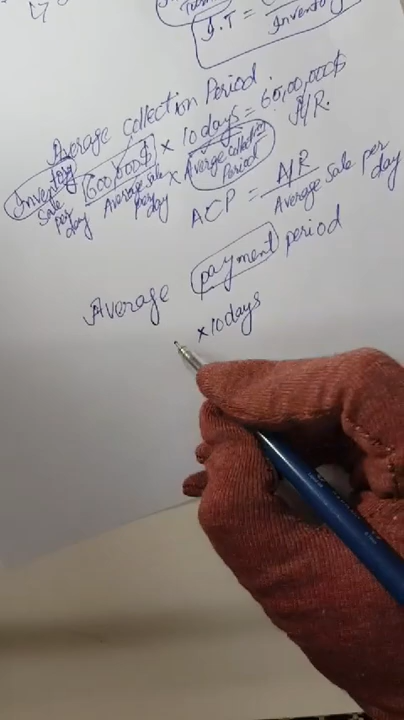 I.T =
Inventory
Average Collection Period.
600,000$ × 10 days = 60,00,000$
Inventory Average sale × Average Collection A/R.
Sale per day Per day Period
ACP = A/R
Average Sale per day
Average payment period
× 10 days